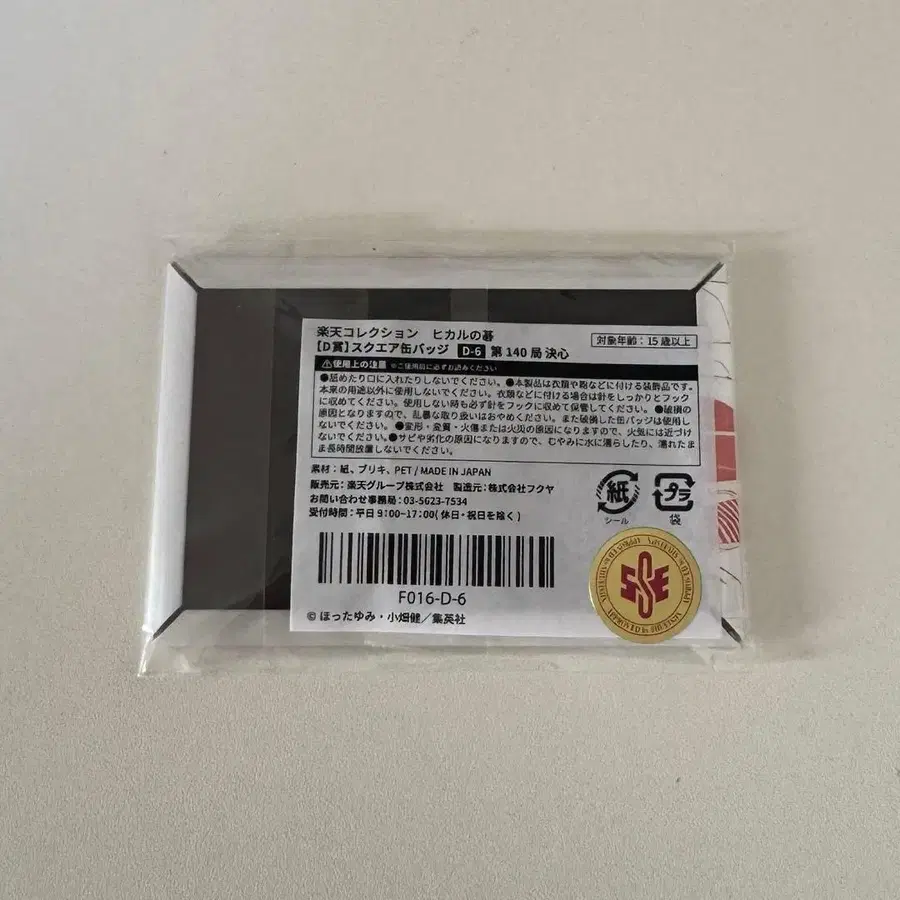 楽天コレクション ヒカルの碁
【D賞】スクエア缶バッジ D-6 第140局 決心
対象年齢:15歳以上
⚠使用上の注意 ※ご使用前に必ずお読みください
●舐めたり口に入れたりしないでください。●本製品は衣類や鞄などに付ける装飾品です。
本来の用途以外に使用しないでください。衣類などに付ける場合は針をしっかりとフック
に収めてください。使用しない時も必ず針をフックに収めて保管してください。●破損の
原因となりますので、乱暴な取り扱いはおやめください。また破損した缶バッジは使用し
ないでください。●変形・変質・火傷または火災の原因になりますので、火気には近づけ
ないでください。●サビや劣化の原因になりますので、むやみに水に濡らしたり、濡れたま
ま長時間放置しないでください。
素材:紙、ブリキ、PET / MADE IN JAPAN
販売元:楽天グループ株式会社 製造元:株式会社フクヤ
お問い合わせ事務局:03-5623-7534
受付時間:平日9:00~17:00(休日・祝日を除く)
紙
シール
プラ
袋
F016-D-6
© ほったゆみ・小畑健/集英社
SSE